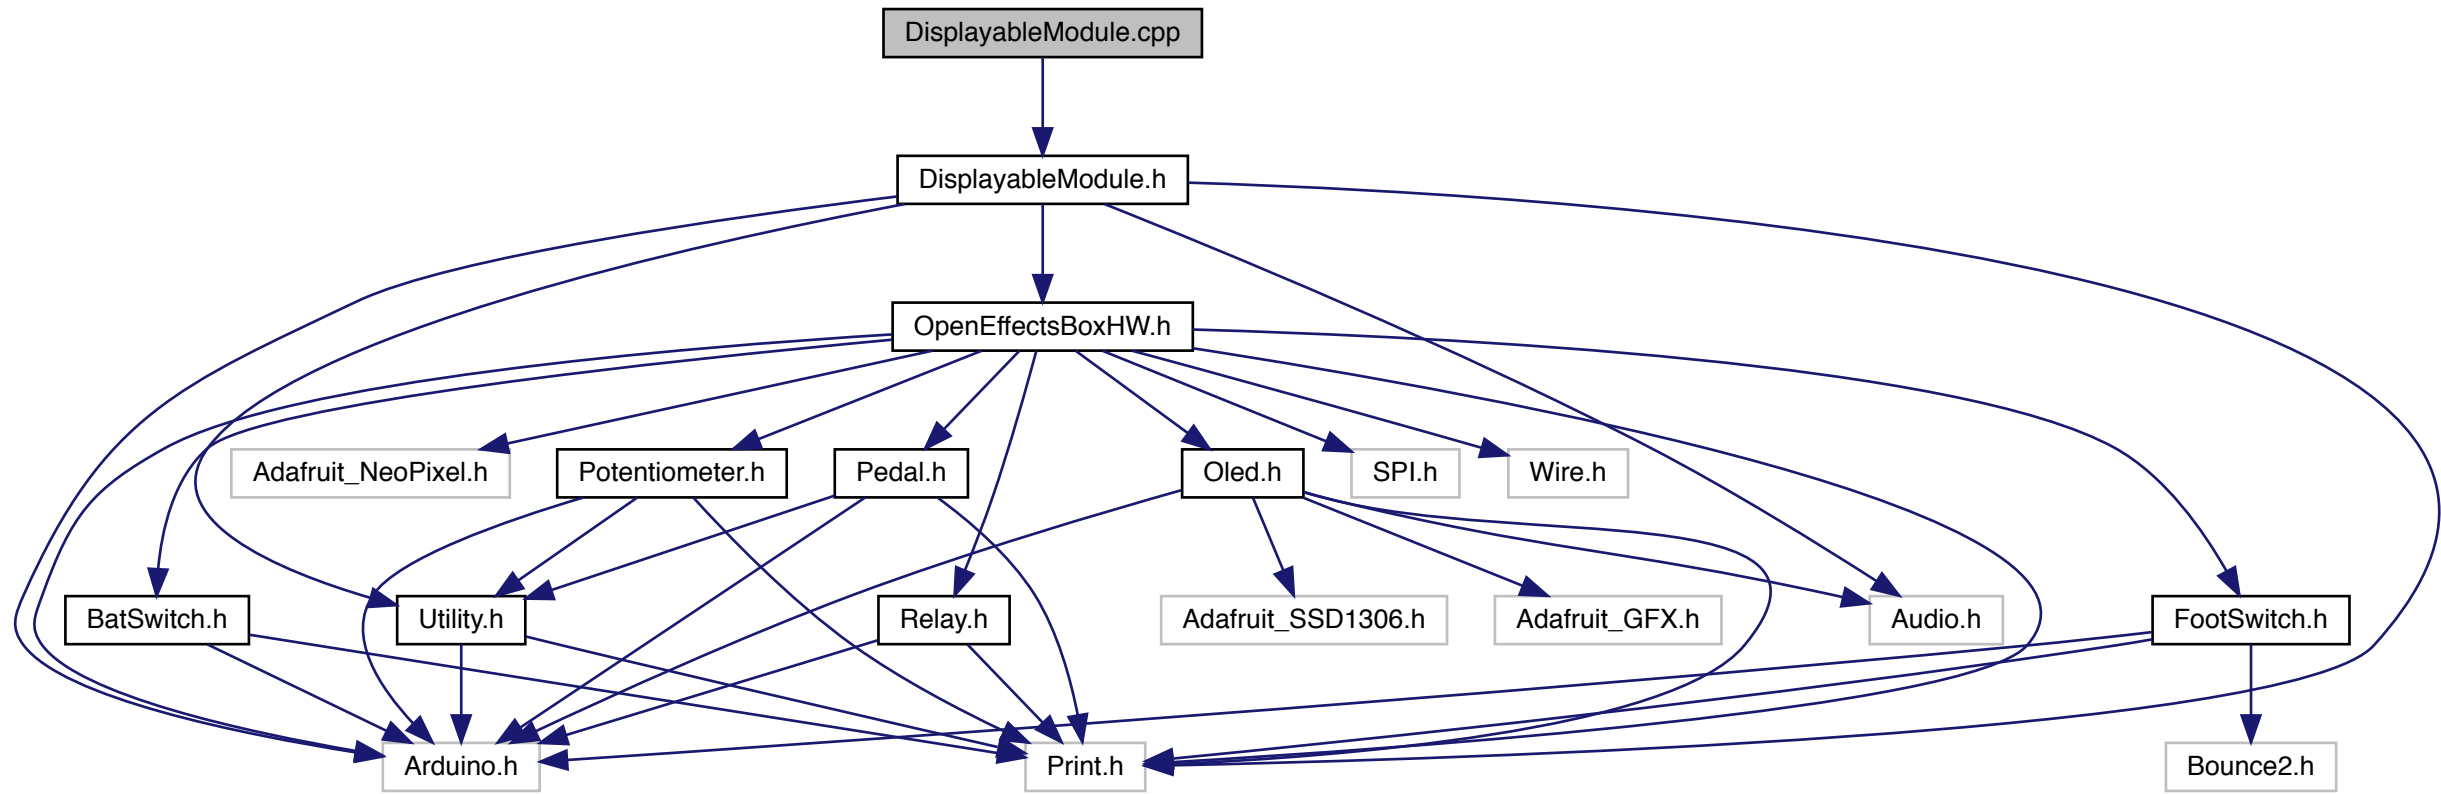 DisplayableModule.cpp
DisplayableModule.h
OpenEffectsBoxHW.h
Adafruit_NeoPixel.h
Potentiometer.h
Pedal.h
Oled.h
SPI.h
Wire.h
BatSwitch.h
Utility.h
Relay.h
Adafruit_SSD1306.h
Adafruit_GFX.h
Audio.h
FootSwitch.h
Arduino.h
Print.h
Bounce2.h